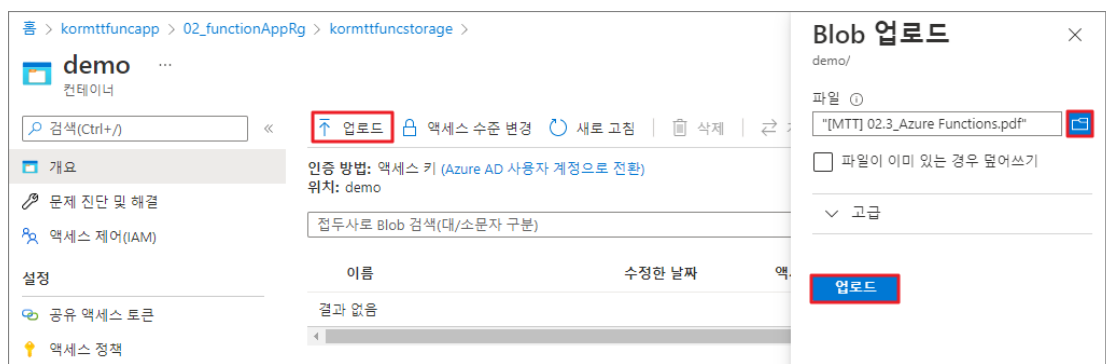 홈 > kormttfuncapp > 02_functionAppRg > kormttfuncstorage >
demo ...
컨테이너
검색(Ctrl+/) «
개요
문제 진단 및 해결
액세스 제어(IAM)
설정
공유 액세스 토큰
액세스 정책
업로드 액세스 수준 변경 새로 고침 삭제
인증 방법: 액세스 키 (Azure AD 사용자 계정으로 전환)
위치: demo
접두사로 Blob 검색(대/소문자 구분)
이름 수정한 날짜
결과 없음
Blob 업로드
demo/
파일
"[MTT] 02.3_Azure Functions.pdf"
파일이 이미 있는 경우 덮어쓰기
고급
업로드